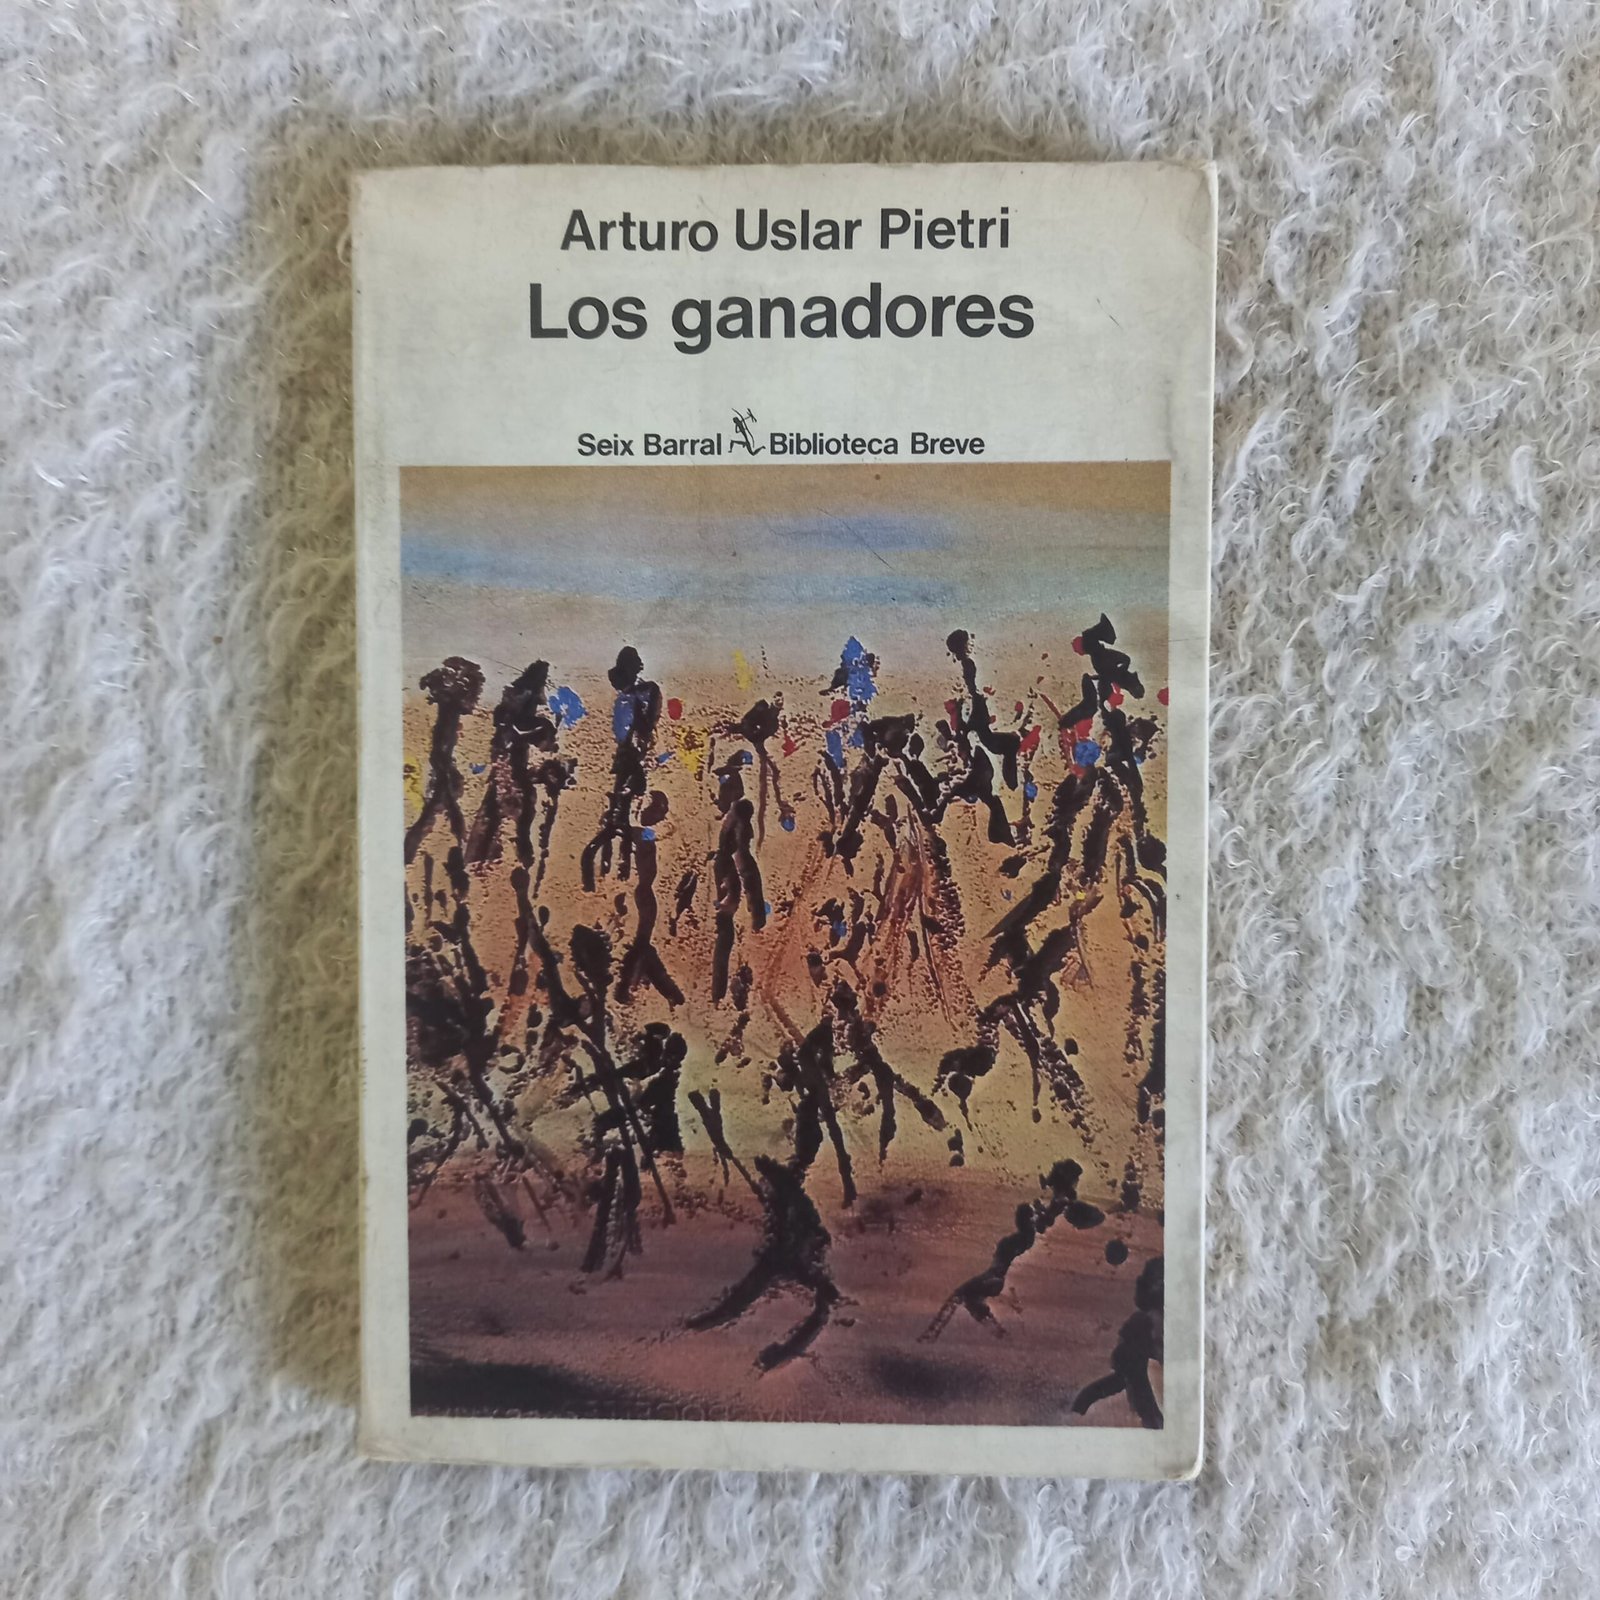 Arturo Uslar Pietri
Los ganadores
Seix Barral Biblioteca Breve